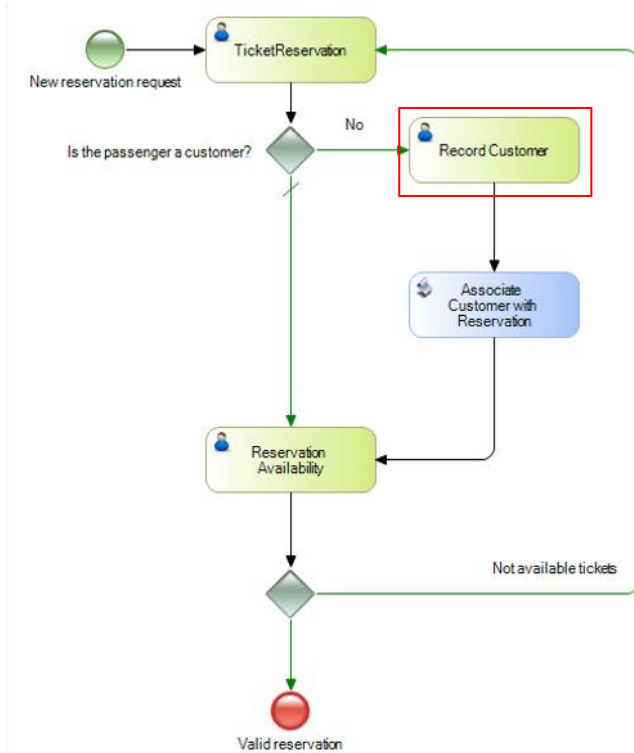 TicketReservation
New reservation request
No
Is the passenger a customer?
Record Customer
Associate
Customer with
Reservation
Reservation
Availability
Not available tickets
Valid reservation